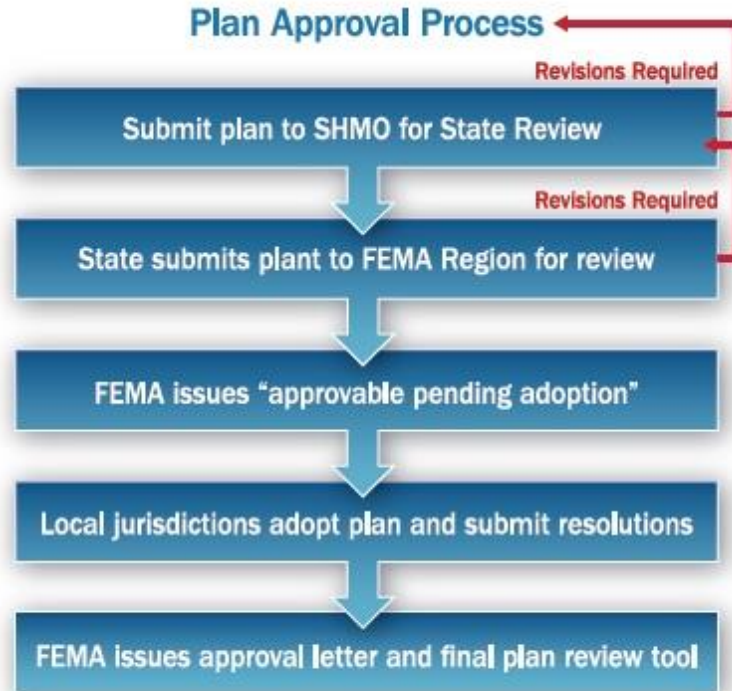 Plan Approval Process
Revisions Required
Submit plan to SHMO for State Review
Revisions Required
State submits plant to FEMA Region for review
FEMA issues “approvable pending adoption”
Local jurisdictions adopt plan and submit resolutions
FEMA issues approval letter and final plan review tool